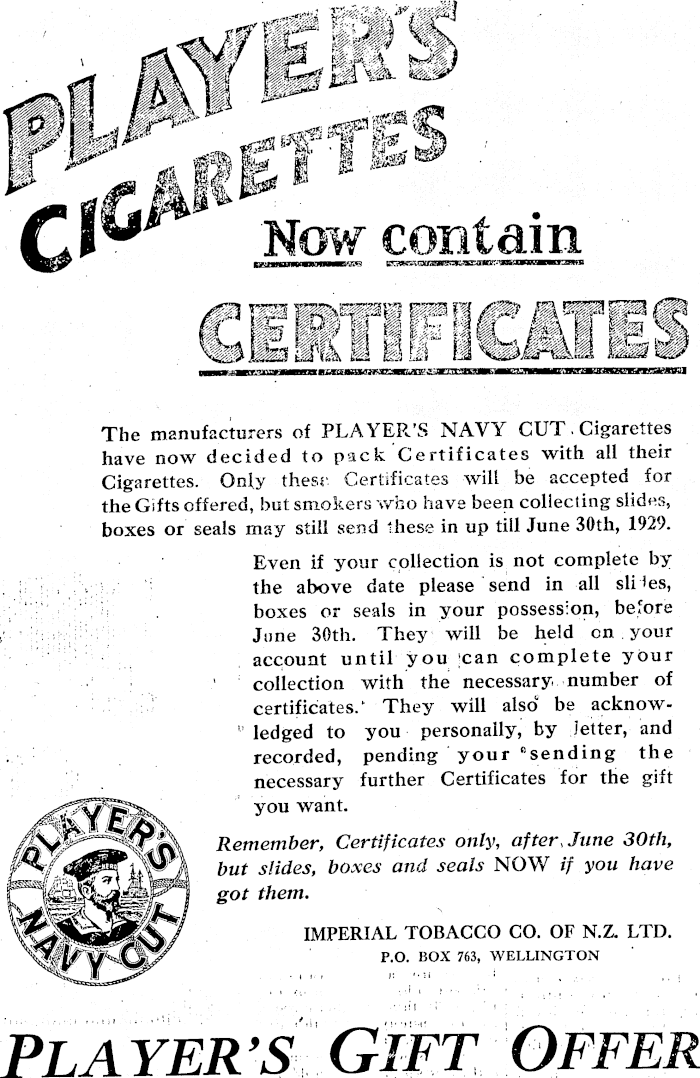 PLAYER'S
CIGARETTES
Now contain
CERTIFICATES
The manufacturers of PLAYER'S NAVY CUT Cigarettes
have now decided to pack Certificates with all their
Cigarettes. Only these Certificates will be accepted for
the Gifts offered, but smokers who have been collecting slides,
boxes or seals may still send these in up till June 30th, 1929.
Even if your collection is not complete by
the above date please send in all slides,
boxes or seals in your possession, before
June 30th. They will be held on your
account until you can complete your
collection with the necessary number of
certificates. They will also be acknow-
ledged to you personally, by letter, and
recorded, pending your sending the
necessary further Certificates for the gift
you want.
Remember, Certificates only, after June 30th,
but slides, boxes and seals NOW if you have
got them.
PLAYER'S
NAVY CUT
IMPERIAL TOBACCO CO. OF N.Z. LTD.
P.O. BOX 763, WELLINGTON
PLAYER'S GIFT OFFER